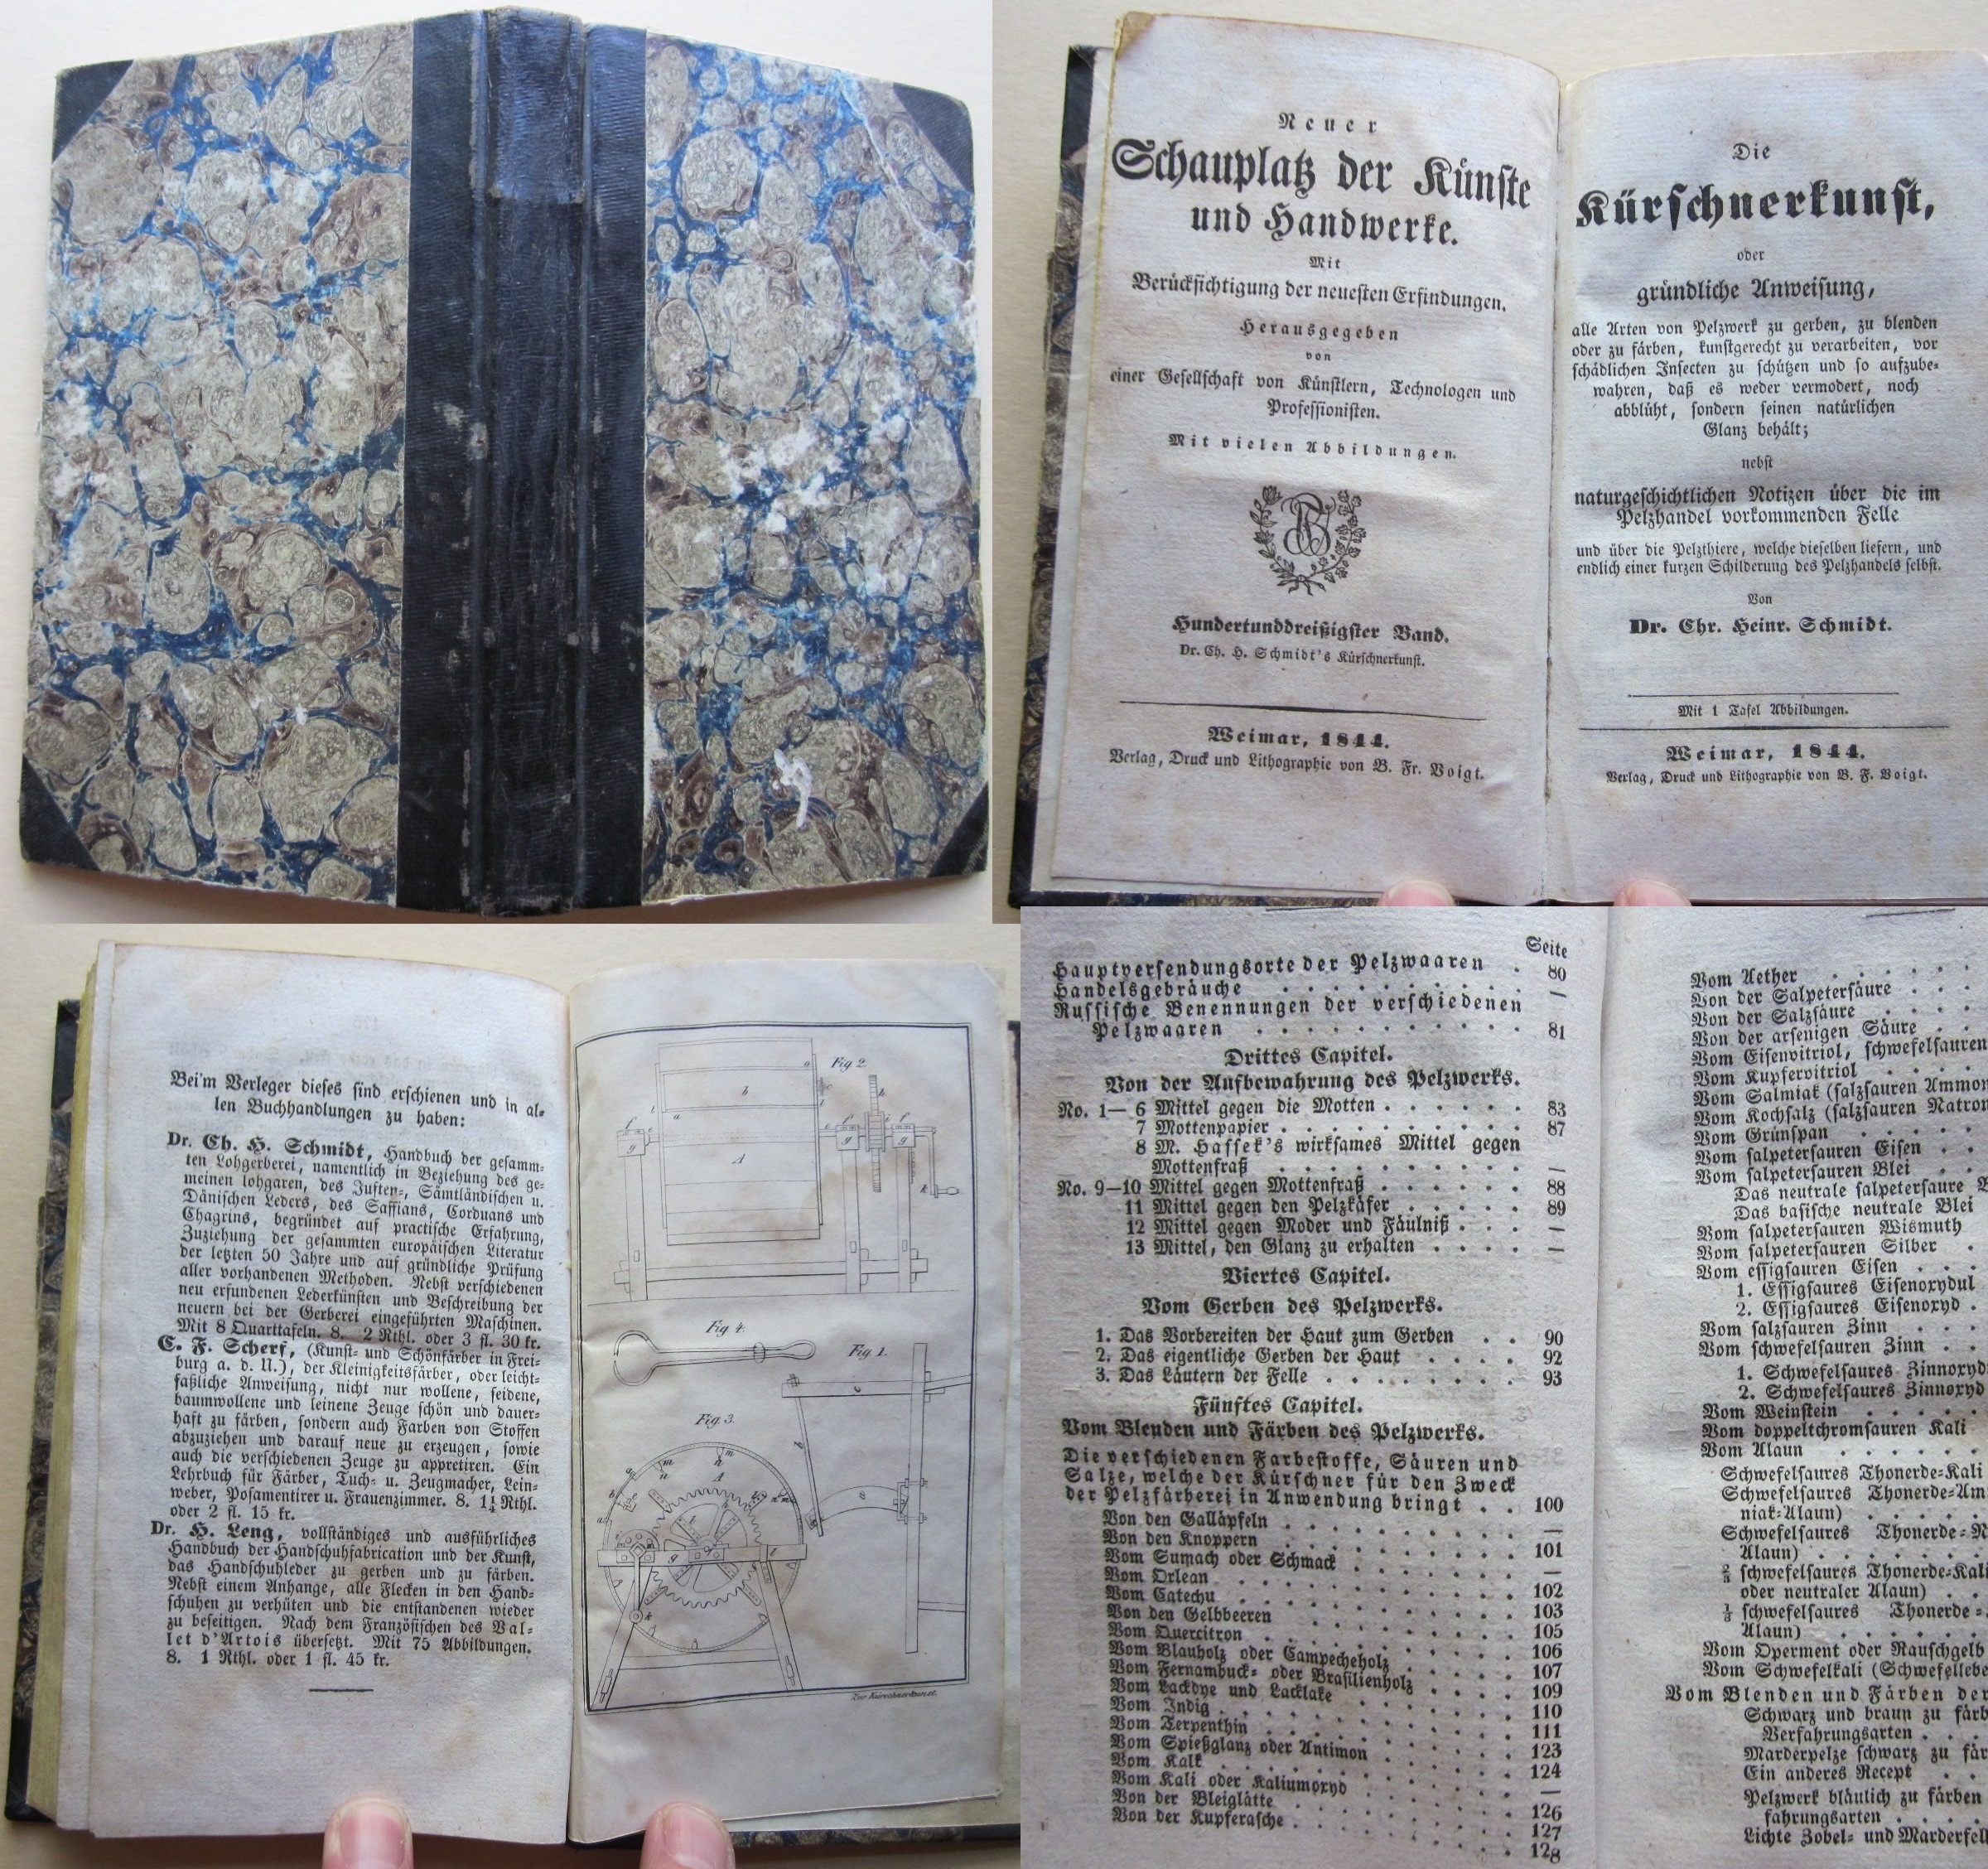 Neuer
Schauplatz der Künste
und Handwerke.
Mit
Berücksichtigung der neuesten Erfindungen.
Herausgegeben
von
einer Gesellschaft von Künstlern, Technologen und
Professionisten.
Mit vielen Abbildungen.
Hundertunddreißigster Band.
Dr. Ch. H. Schmidt's Kürschnerkunst.
Weimar, 1844.
Verlag, Druck und Lithographie von B. Fr. Voigt.
Die
Kürschnerkunst,
oder
gründliche Anweisung,
alle Arten von Pelzwerk zu gerben, zu blenden
oder zu färben, kunstgerecht zu verarbeiten, vor
schädlichen Insecten zu schützen und so aufzube-
wahren, daß es weder vermodert, noch
abblüht, sondern seinen natürlichen
Glanz behält;
nebst
naturgeschichtlichen Notizen über die im
Pelzhandel vorkommenden Felle
und über die Pelzthiere, welche dieselben liefern, und
endlich einer kurzen Schilderung des Pelzhandels selbst.
Von
Dr. Chr. Heinr. Schmidt.
Mit 1 Tafel Abbildungen.
Weimar, 1844.
Verlag, Druck und Lithographie von B. F. Voigt.
Bei'm Verleger dieses sind erschienen und in al-
len Buchhandlungen zu haben:
Dr. Ch. H. Schmidt, Handbuch der gesamm-
ten Lohgerberei, namentlich in Beziehung des ge-
meinen lohgaren, des Juften-, Sämtländischen u.
Dänischen Leders, des Saffians, Corduans und
Chagrins, begründet auf practische Erfahrung,
Zuziehung der gesammten europäischen Literatur
der letzten 50 Jahre und auf gründliche Prüfung
aller vorhandenen Methoden. Nebst verschiedenen
neu erfundenen Lederkünsten und Beschreibung der
neuern bei der Gerberei eingeführten Maschinen.
Mit 8 Quarttafeln. 8. 2 Rthl. oder 3 fl. 30 kr.
C. F. Scherf, (Kunst- und Schönfärber in Frei-
burg a. d. U.), der Kleinigkeitsfärber, oder leicht-
faßliche Anweisung, nicht nur wollene, seidene,
baumwollene und leinene Zeuge schön und dauer-
haft zu färben, sondern auch Farben von Stoffen
abzuziehen und darauf neue zu erzeugen, sowie
auch die verschiedenen Zeuge zu appretiren. Ein
Lehrbuch für Färber, Tuch- u. Zeugmacher, Lein-
weber, Posamentirer u. Frauenzimmer. 8. 1¼ Rthl.
oder 2 fl. 15 kr.
Dr. H. Leng, vollständiges und ausführliches
Handbuch der Handschuhfabrication und der Kunst,
das Handschuhleder zu gerben und zu färben.
Nebst einem Anhange, alle Flecken in den Hand-
schuhen zu verhüten und die entstandenen wieder
zu beseitigen. Nach dem Französischen des Val-
let d'Artois übersetzt. Mit 75 Abbildungen.
8. 1 Rthl. oder 1 fl. 45 kr.
Fig 2.
Fig 4.
Fig. 1.
Fig. 3.
Zur Kürschnerkunst.
Seite
Hauptversendungsorte der Pelzwaaren . 80
Handelsgebräuche . . . —
Russische Benennungen der verschiedenen
Pelzwaaren . . . 81
Drittes Capitel.
Von der Aufbewahrung des Pelzwerks.
No. 1— 6 Mittel gegen die Motten . . . 83
7 Mottenpapier . . . 87
8 M. Hassek's wirksames Mittel gegen
Mottenfraß . . . —
No. 9—10 Mittel gegen Mottenfraß . . . 88
11 Mittel gegen den Pelzkäfer . . . 89
12 Mittel gegen Moder und Fäulniß . . . —
13 Mittel, den Glanz zu erhalten . . . —
Viertes Capitel.
Vom Gerben des Pelzwerks.
1. Das Vorbereiten der Haut zum Gerben . . 90
2. Das eigentliche Gerben der Haut . . . 92
3. Das Läutern der Felle . . . 93
Fünftes Capitel.
Vom Blenden und Färben des Pelzwerks.
Die verschiedenen Farbestoffe, Säuren und
Salze, welche der Kürschner für den Zweck
der Pelzfärberei in Anwendung bringt . . 100
Von den Galläpfeln . . . —
Von den Knoppern . . . 101
Vom Sumach oder Schmack . . . —
Vom Orlean . . . 102
Vom Catechu . . . 103
Von den Gelbbeeren . . . 105
Vom Quercitron . . . 106
Vom Blauholz oder Campecheholz . . . 107
Vom Fernambuck- oder Brasilienholz . . . 109
Vom Lackdye und Lacklake . . . 110
Vom Indig . . . 111
Vom Terpenthin . . . 123
Vom Spießglanz oder Antimon . . . 124
Vom Kalk . . . —
Vom Kali oder Kaliumoxyd . . . 126
Von der Bleiglätte . . . 127
Von der Kupferasche . . . 128
Vom Aether
Von der Salpetersäure
Von der Salzsäure
Von der arsenigen Säure
Vom Eisenvitriol, schwefelsauren
Vom Kupfervitriol
Vom Salmiak (salzsauren Ammon
Vom Kochsalz (salzsauren Natron
Vom Grünspan
Vom salpetersauren Eisen
Vom salpetersauren Blei
Das neutrale salpetersaure B
Das basische neutrale Blei
Vom salpetersauren Wismuth
Vom salpetersauren Silber
Vom essigsauren Eisen
1. Essigsaures Eisenoxydul
2. Essigsaures Eisenoxyd
Vom salzsauren Zinn
Vom schwefelsauren Zinn
1. Schwefelsaures Zinnoxyd
2. Schwefelsaures Zinnoxyd
Vom Weinstein
Vom doppeltchromsauren Kali
Vom Alaun
Schwefelsaures Thonerde-Kali
Schwefelsaures Thonerde-Am
niak-Alaun)
Schwefelsaures Thonerde-N
Alaun)
⅔ schwefelsaures Thonerde-Kali
oder neutraler Alaun)
⅓ schwefelsaures Thonerde-
Alaun)
Vom Operment oder Rauschgelb
Vom Schwefelkali (Schwefellebe
Vom Blenden und Färben der
Schwarz und braun zu färb
Verfahrungsarten
Marderpelze schwarz zu fär
Ein anderes Recept
Pelzwerk bläulich zu färben
fahrungsarten
Lichte Zobel- und Marderfell